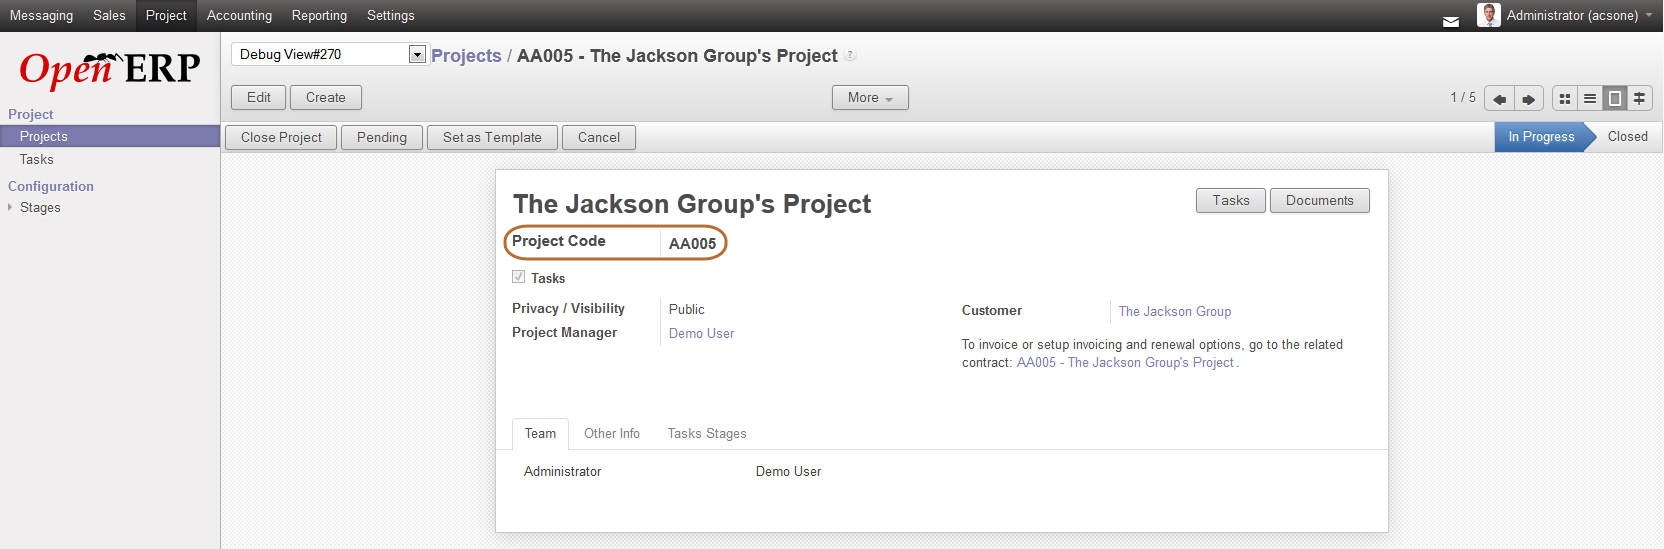 Messaging Sales Project Accounting Reporting Settings Administrator (acsone)
Open ERP
Debug View#270 Projects / AA005 - The Jackson Group's Project ?
Edit Create More 1 / 5
Project
Projects
Tasks
Configuration
Stages
Close Project Pending Set as Template Cancel In Progress Closed
The Jackson Group's Project Tasks Documents
Project Code AA005
Tasks
Privacy / Visibility Public
Project Manager Demo User
Customer The Jackson Group
To invoice or setup invoicing and renewal options, go to the related
contract: AA005 - The Jackson Group's Project .
Team Other Info Tasks Stages
Administrator Demo User